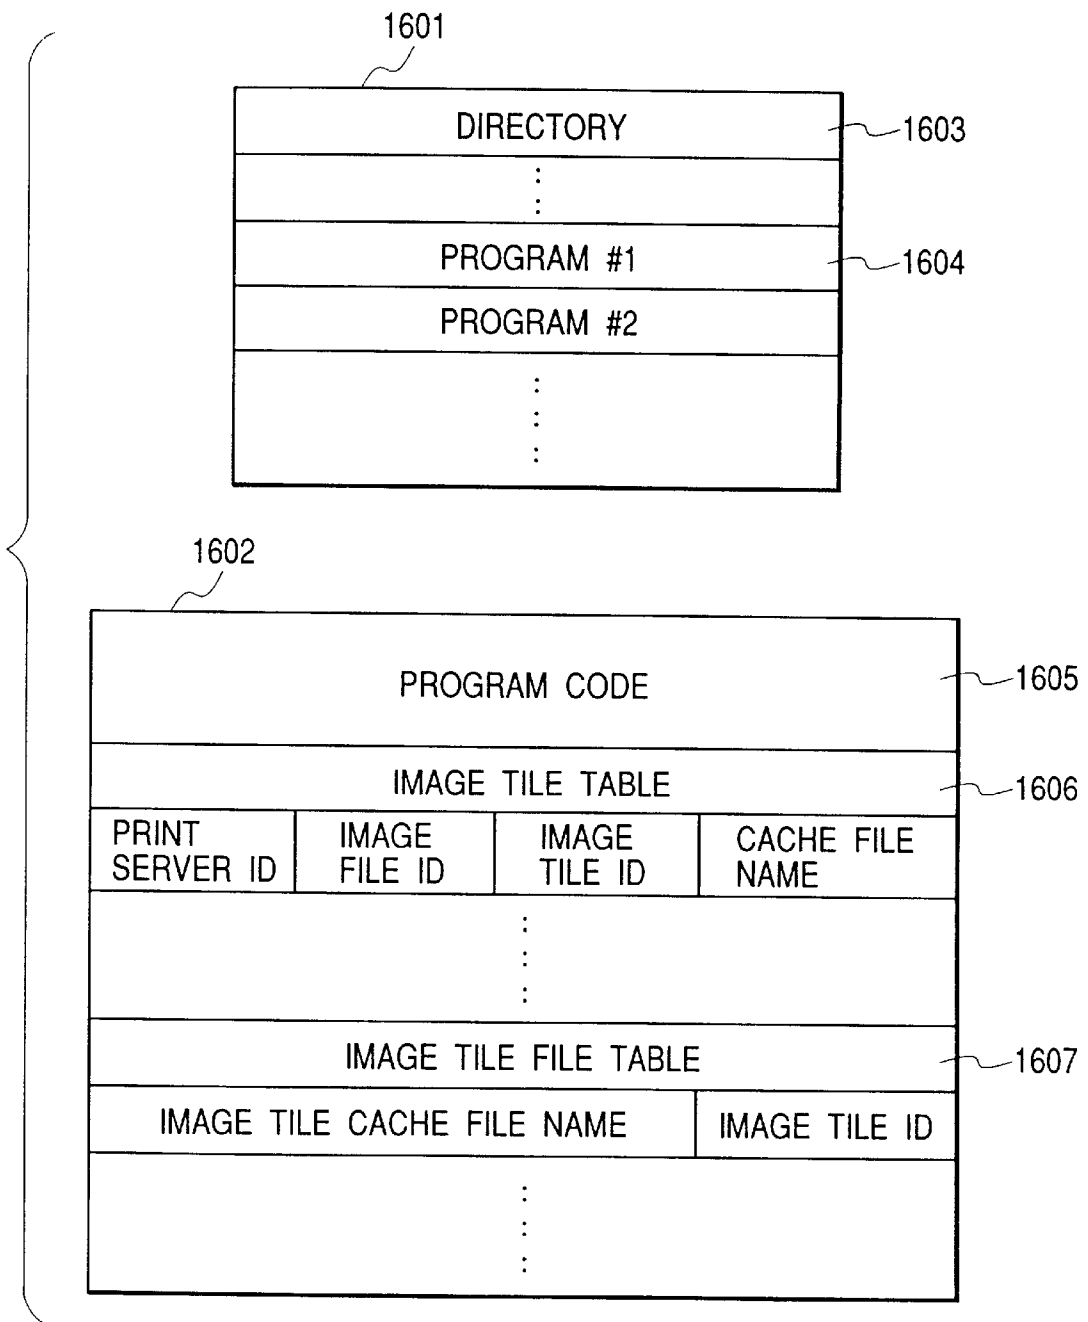 1601
DIRECTORY
1603
PROGRAM #1
1604
PROGRAM #2
1602
PROGRAM CODE
1605
IMAGE TILE TABLE
1606
PRINT
SERVER ID
IMAGE
FILE ID
IMAGE
TILE ID
CACHE FILE
NAME
IMAGE TILE FILE TABLE
1607
IMAGE TILE CACHE FILE NAME
IMAGE TILE ID